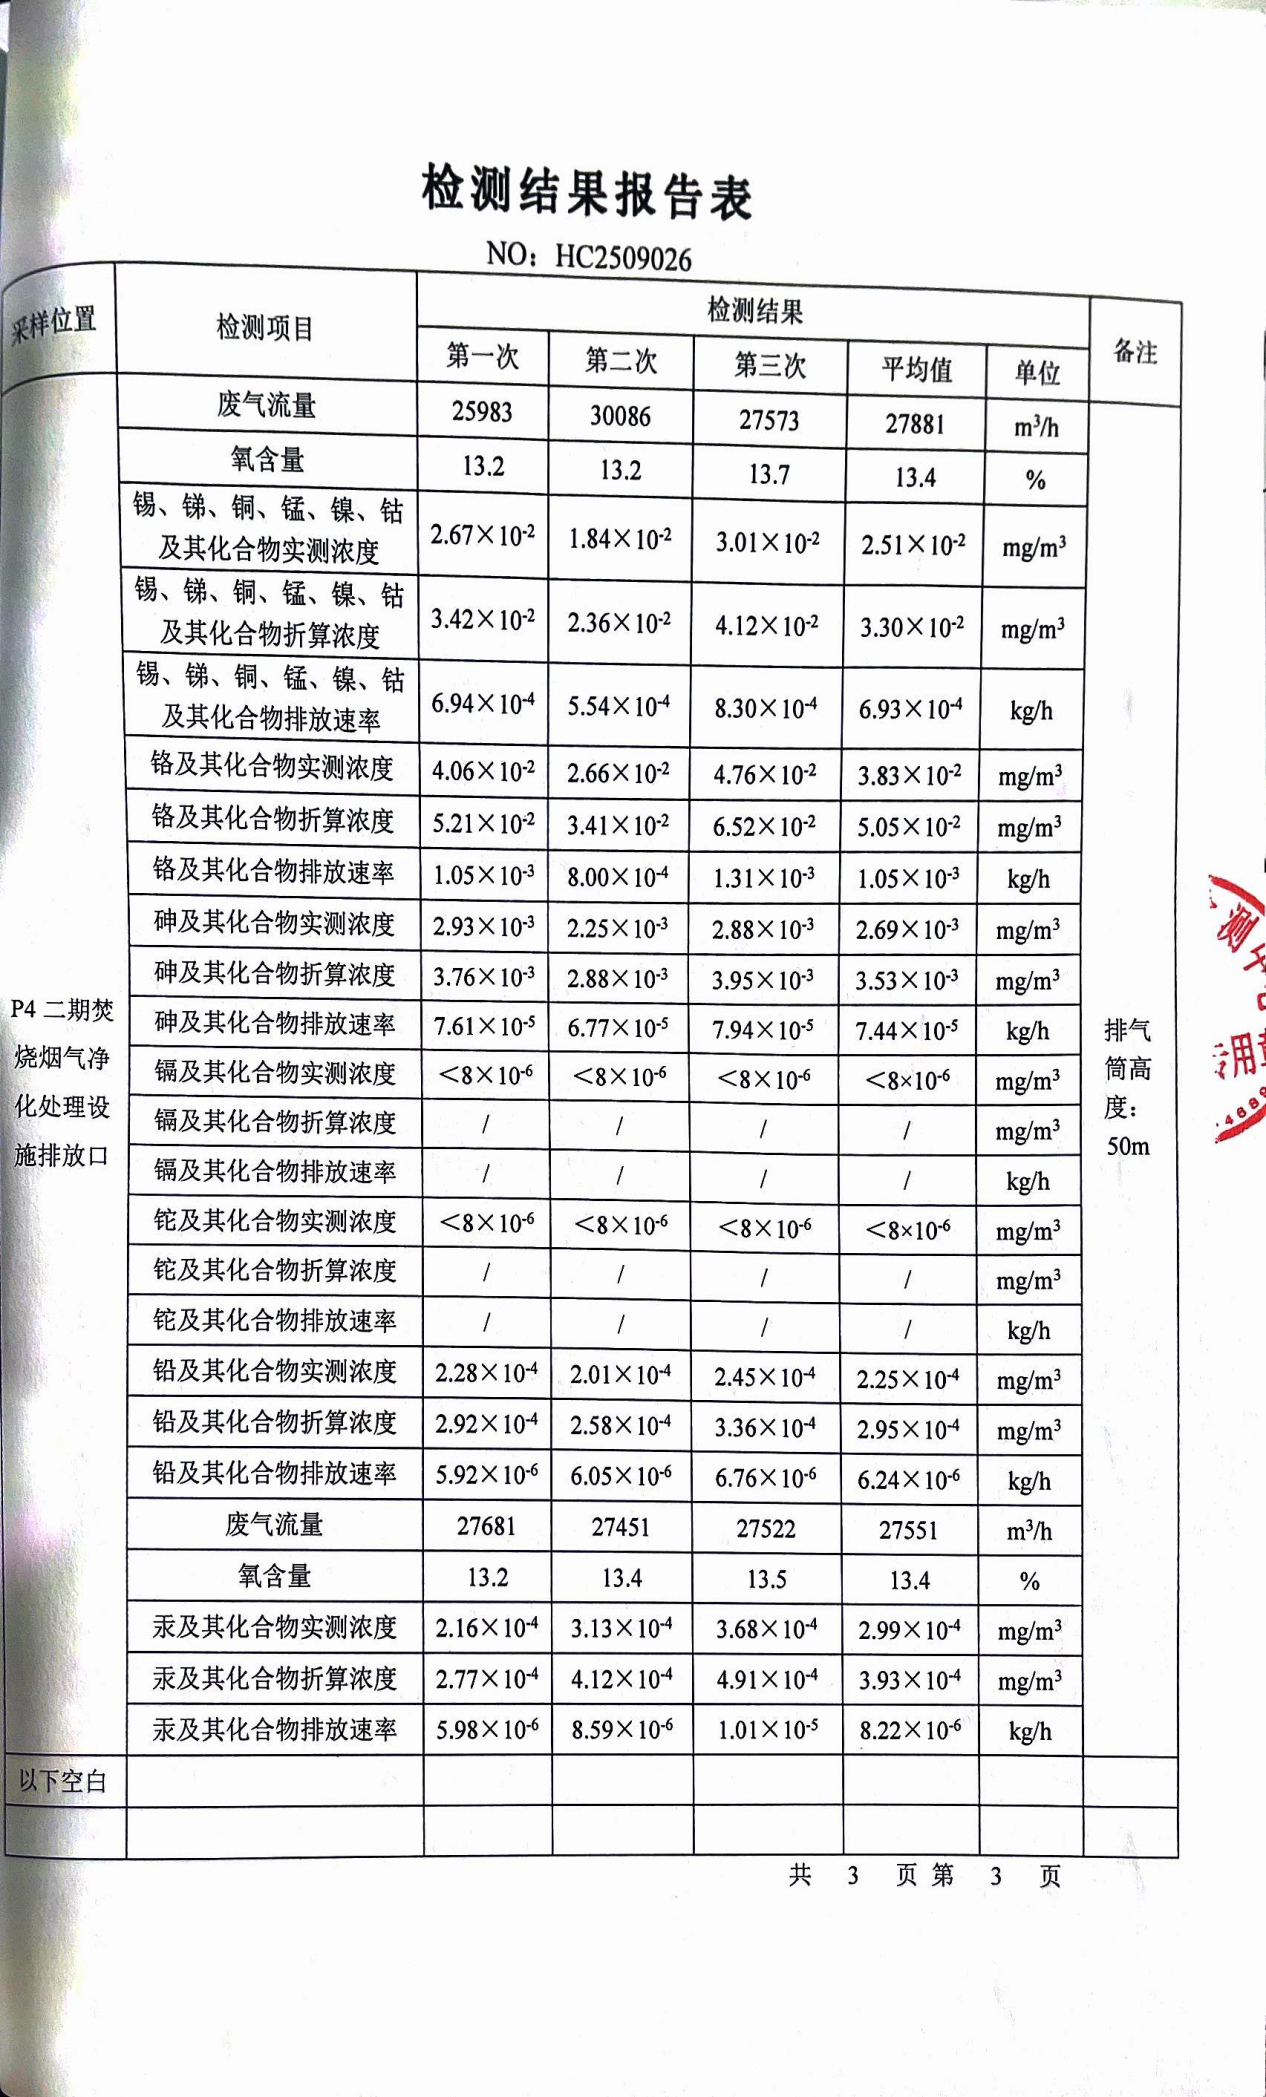 检测结果报告表
NO：HC2509026
采样位置 检测项目 检测结果 备注
第一次 第二次 第三次 平均值 单位
废气流量 25983 30086 27573 27881 m³/h
氧含量 13.2 13.2 13.7 13.4 %
锡、锑、铜、锰、镍、钴
及其化合物实测浓度 2.67×10⁻² 1.84×10⁻² 3.01×10⁻² 2.51×10⁻² mg/m³
锡、锑、铜、锰、镍、钴
及其化合物折算浓度 3.42×10⁻² 2.36×10⁻² 4.12×10⁻² 3.30×10⁻² mg/m³
锡、锑、铜、锰、镍、钴
及其化合物排放速率 6.94×10⁻⁴ 5.54×10⁻⁴ 8.30×10⁻⁴ 6.93×10⁻⁴ kg/h
铬及其化合物实测浓度 4.06×10⁻² 2.66×10⁻² 4.76×10⁻² 3.83×10⁻² mg/m³
铬及其化合物折算浓度 5.21×10⁻² 3.41×10⁻² 6.52×10⁻² 5.05×10⁻² mg/m³
铬及其化合物排放速率 1.05×10⁻³ 8.00×10⁻⁴ 1.31×10⁻³ 1.05×10⁻³ kg/h
砷及其化合物实测浓度 2.93×10⁻³ 2.25×10⁻³ 2.88×10⁻³ 2.69×10⁻³ mg/m³
砷及其化合物折算浓度 3.76×10⁻³ 2.88×10⁻³ 3.95×10⁻³ 3.53×10⁻³ mg/m³
砷及其化合物排放速率 7.61×10⁻⁵ 6.77×10⁻⁵ 7.94×10⁻⁵ 7.44×10⁻⁵ kg/h
镉及其化合物实测浓度 <8×10⁻⁶ <8×10⁻⁶ <8×10⁻⁶ <8×10⁻⁶ mg/m³
镉及其化合物折算浓度 / / / / mg/m³
镉及其化合物排放速率 / / / / kg/h
铊及其化合物实测浓度 <8×10⁻⁶ <8×10⁻⁶ <8×10⁻⁶ <8×10⁻⁶ mg/m³
铊及其化合物折算浓度 / / / / mg/m³
铊及其化合物排放速率 / / / / kg/h
铅及其化合物实测浓度 2.28×10⁻⁴ 2.01×10⁻⁴ 2.45×10⁻⁴ 2.25×10⁻⁴ mg/m³
铅及其化合物折算浓度 2.92×10⁻⁴ 2.58×10⁻⁴ 3.36×10⁻⁴ 2.95×10⁻⁴ mg/m³
铅及其化合物排放速率 5.92×10⁻⁶ 6.05×10⁻⁶ 6.76×10⁻⁶ 6.24×10⁻⁶ kg/h
废气流量 27681 27451 27522 27551 m³/h
氧含量 13.2 13.4 13.5 13.4 %
汞及其化合物实测浓度 2.16×10⁻⁴ 3.13×10⁻⁴ 3.68×10⁻⁴ 2.99×10⁻⁴ mg/m³
汞及其化合物折算浓度 2.77×10⁻⁴ 4.12×10⁻⁴ 4.91×10⁻⁴ 3.93×10⁻⁴ mg/m³
汞及其化合物排放速率 5.98×10⁻⁶ 8.59×10⁻⁶ 1.01×10⁻⁵ 8.22×10⁻⁶ kg/h
P4 二期焚
烧烟气净
化处理设
施排放口
排气
筒高
度：
50m
以下空白
共 3 页 第 3 页
测
用章